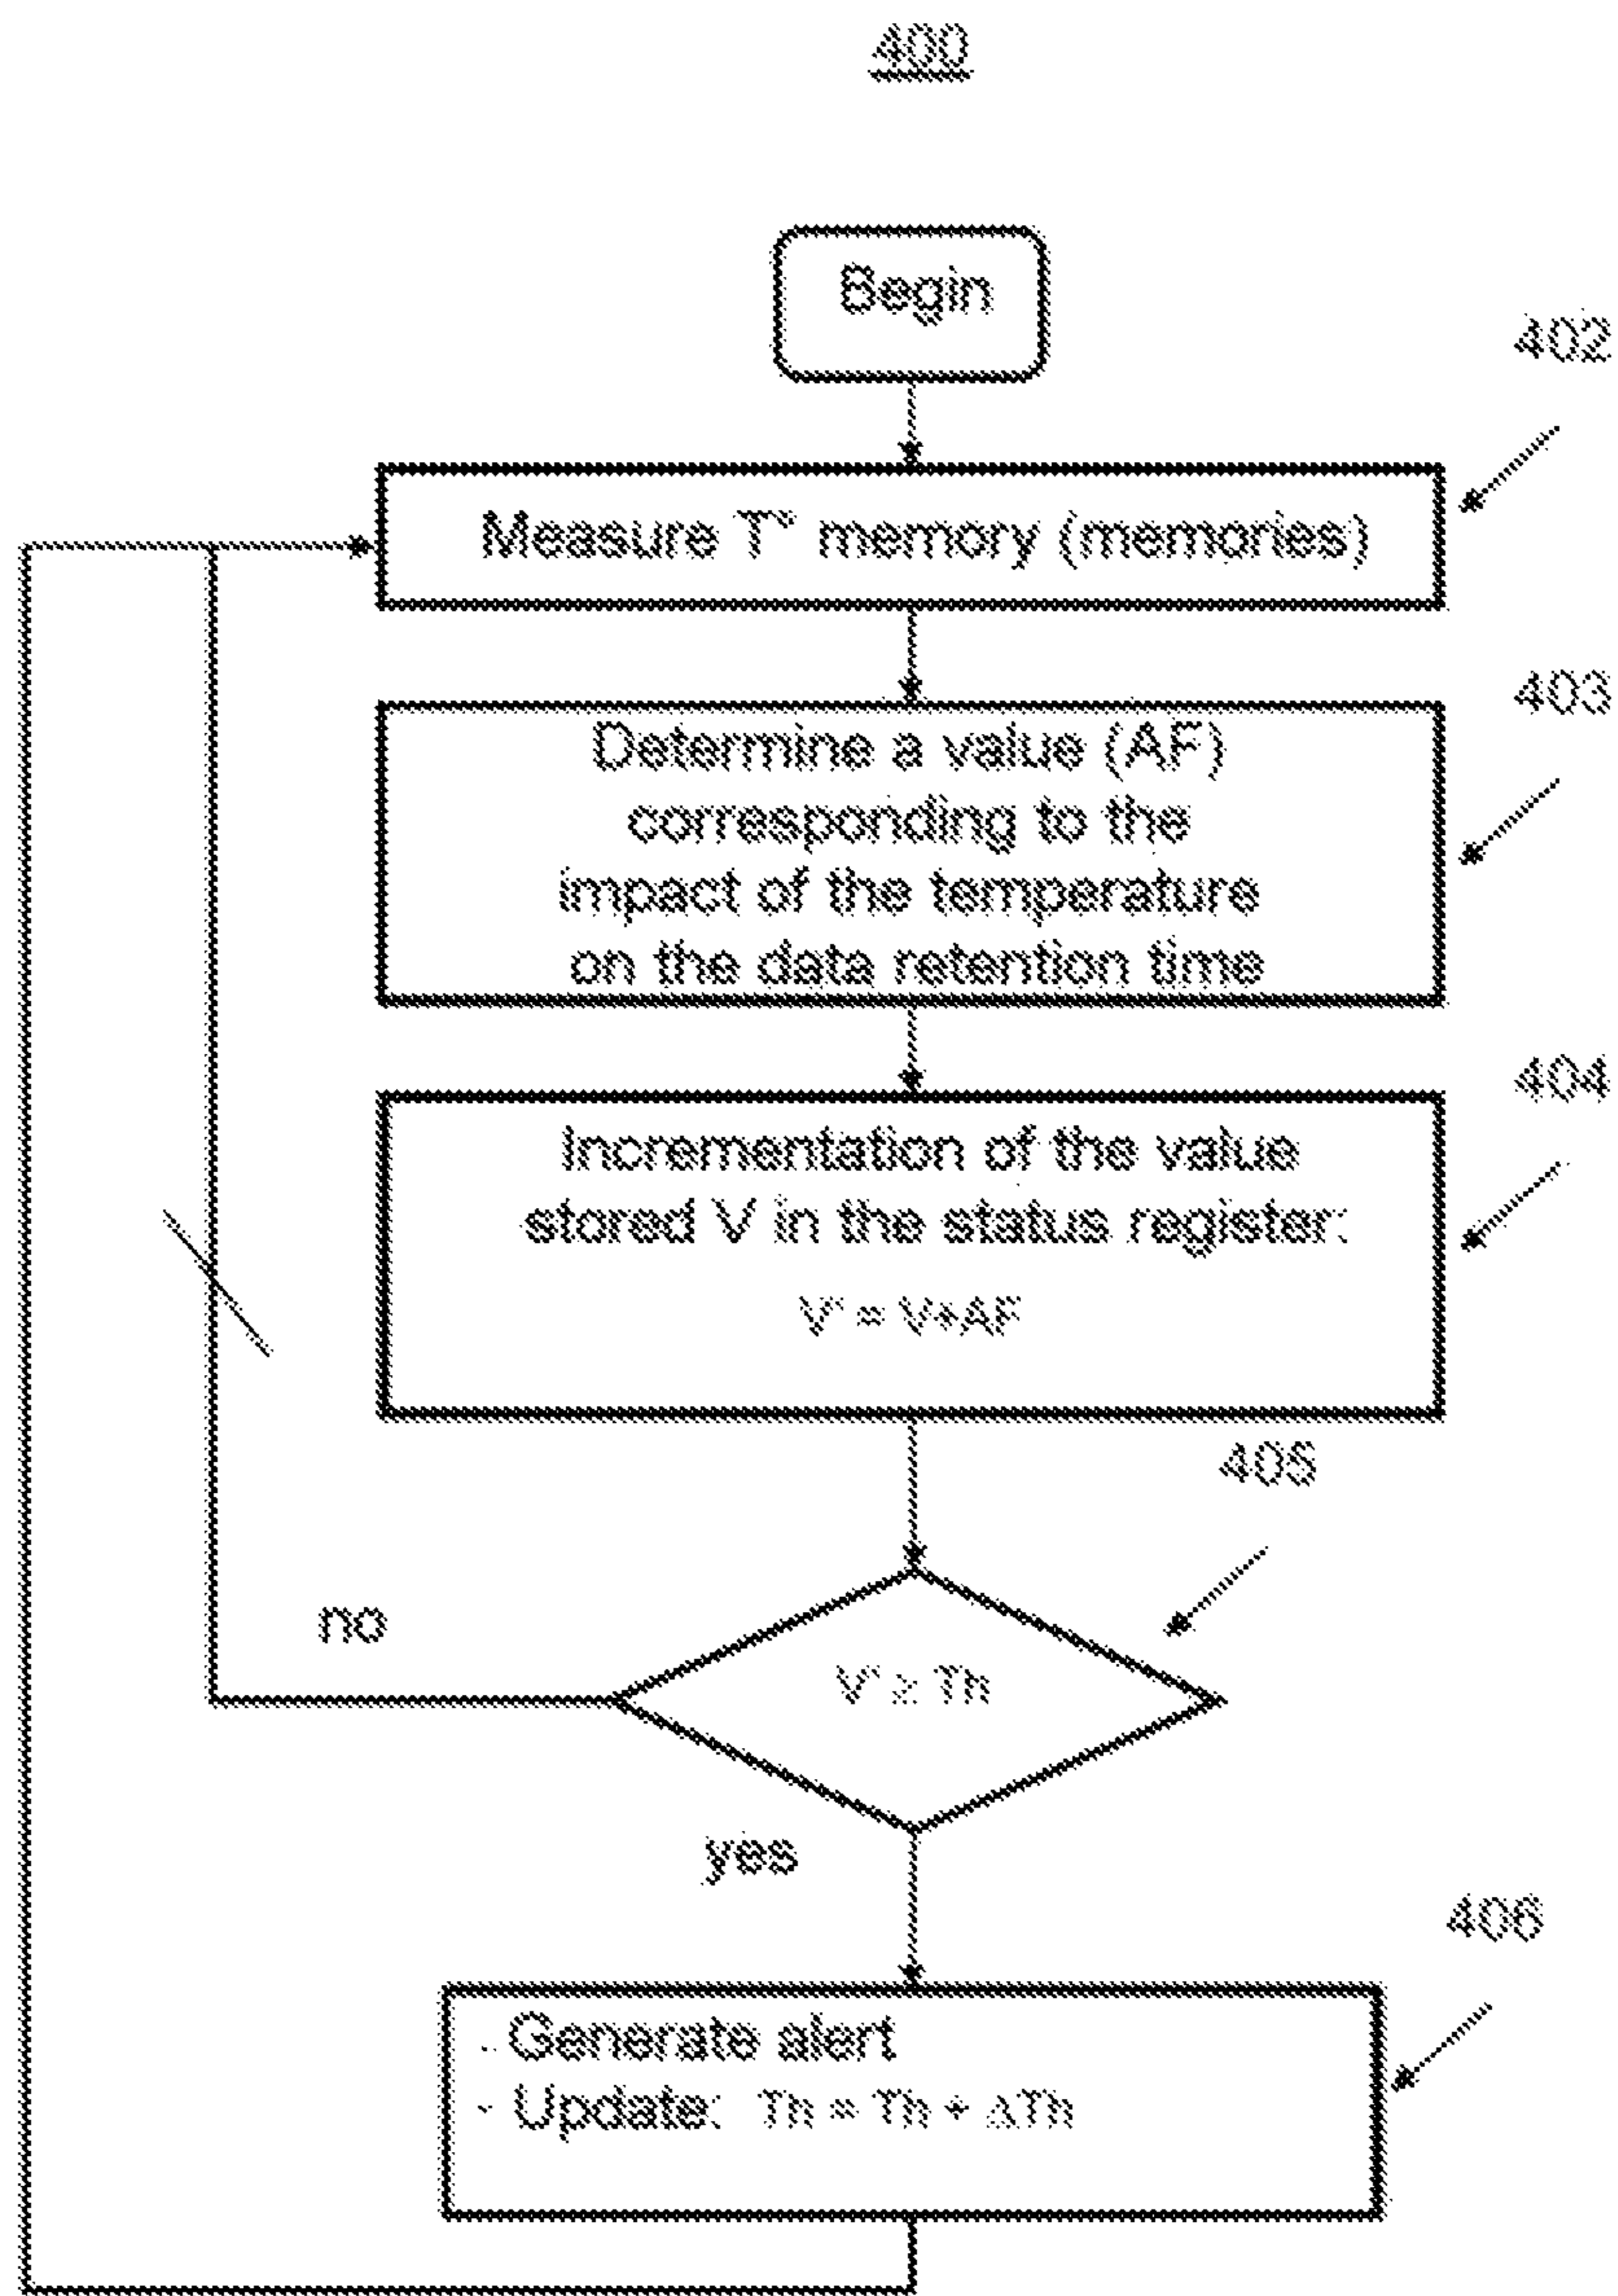 400
Begin
402
Measure T° memory (memories)
403
Determine a value (AF)
corresponding to the
impact of the temperature
on the data retention time
404
Incrementation of the value
stored V in the status register:
V' = V+AF
405
no
V' ≥ Th
yes
406
- Generate alert
- Update: Th = Th + ΔTh